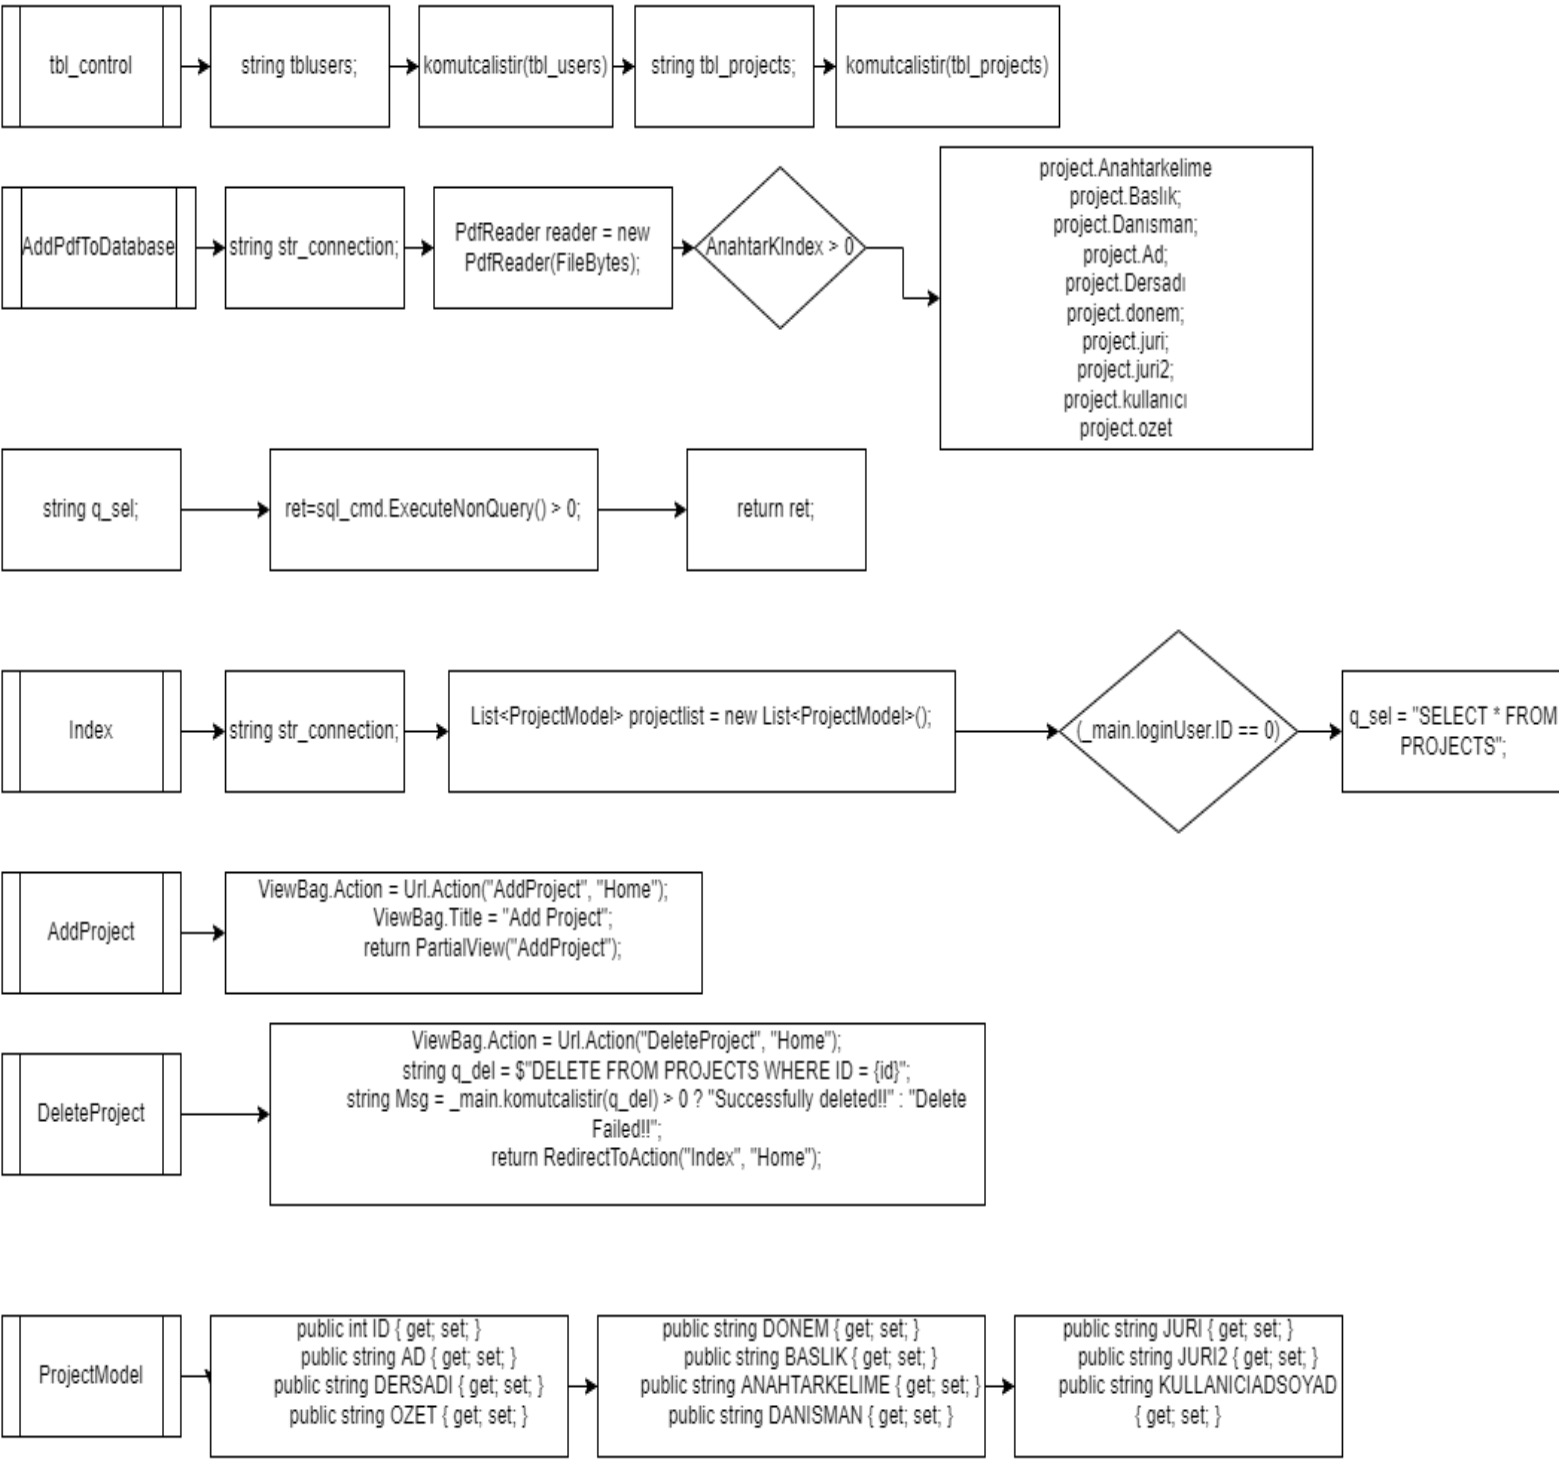 tbl_control
string tblusers;
komutcalistir(tbl_users)
string tbl_projects;
komutcalistir(tbl_projects)
AddPdfToDatabase
string str_connection;
PdfReader reader = new
PdfReader(FileBytes);
AnahtarKIndex > 0
project.Anahtarkelime
project.Baslık;
project.Danısman;
project.Ad;
project.Dersadı
project.donem;
project.juri;
project.juri2;
project.kullanıcı
project.ozet
string q_sel;
ret=sql_cmd.ExecuteNonQuery() > 0;
return ret;
Index
string str_connection;
List<ProjectModel> projectlist = new List<ProjectModel>();
(_main.loginUser.ID == 0)
q_sel = "SELECT * FROM
PROJECTS";
AddProject
ViewBag.Action = Url.Action("AddProject", "Home");
ViewBag.Title = "Add Project";
return PartialView("AddProject");
DeleteProject
ViewBag.Action = Url.Action("DeleteProject", "Home");
string q_del = $"DELETE FROM PROJECTS WHERE ID = {id}";
string Msg = _main.komutcalistir(q_del) > 0 ? "Successfully deleted!!" : "Delete
Failed!!";
return RedirectToAction("Index", "Home");
ProjectModel
public int ID { get; set; }
public string AD { get; set; }
public string DERSADI { get; set; }
public string OZET { get; set; }
public string DONEM { get; set; }
public string BASLIK { get; set; }
public string ANAHTARKELIME { get; set; }
public string DANISMAN { get; set; }
public string JURI { get; set; }
public string JURI2 { get; set; }
public string KULLANICIADSOYAD
{ get; set; }